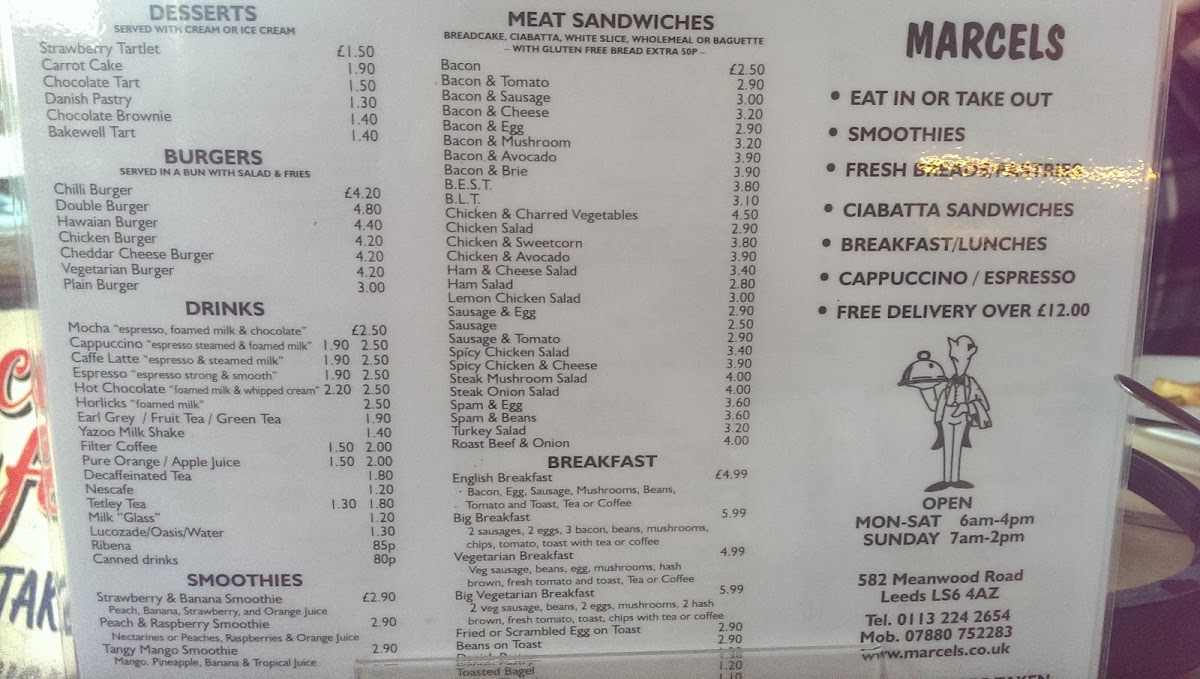 DESSERTS
SERVED WITH CREAM OR ICE CREAM
Strawberry Tartlet £1.50
Carrot Cake 1.90
Chocolate Tart 1.50
Danish Pastry 1.30
Chocolate Brownie 1.40
Bakewell Tart 1.40
BURGERS
SERVED IN A BUN WITH SALAD & FRIES
Chilli Burger £4.20
Double Burger 4.80
Hawaian Burger 4.40
Chicken Burger 4.20
Cheddar Cheese Burger 4.20
Vegetarian Burger 4.20
Plain Burger 3.00
DRINKS
Mocha "espresso, foamed milk & chocolate" £2.50
Cappuccino "espresso steamed & foamed milk" 1.90 2.50
Caffe Latte "espresso & steamed milk" 1.90 2.50
Espresso "espresso strong & smooth" 1.90 2.50
Hot Chocolate "foamed milk & whipped cream" 2.20 2.50
Horlicks "foamed milk" 2.50
Earl Grey / Fruit Tea / Green Tea 1.90
Yazoo Milk Shake 1.40
Filter Coffee 1.50 2.00
Pure Orange / Apple Juice 1.50 2.00
Decaffeinated Tea 1.80
Nescafe 1.20
Tetley Tea 1.30 1.80
Milk "Glass" 1.20
Lucozade/Oasis/Water 1.30
Ribena 85p
Canned drinks 80p
SMOOTHIES
Strawberry & Banana Smoothie £2.90
Peach, Banana, Strawberry, and Orange Juice
Peach & Raspberry Smoothie 2.90
Nectarines or Peaches, Raspberries & Orange Juice
Tangy Mango Smoothie 2.90
Mango, Pineapple, Banana & Tropical Juice
MEAT SANDWICHES
BREADCAKE, CIABATTA, WHITE SLICE, WHOLEMEAL OR BAGUETTE
– WITH GLUTEN FREE BREAD EXTRA 50P –
Bacon £2.50
Bacon & Tomato 2.90
Bacon & Sausage 3.00
Bacon & Cheese 3.20
Bacon & Egg 2.90
Bacon & Mushroom 3.20
Bacon & Avocado 3.90
Bacon & Brie 3.90
B.E.S.T. 3.80
B.L.T. 3.10
Chicken & Charred Vegetables 4.50
Chicken Salad 2.90
Chicken & Sweetcorn 3.80
Chicken & Avocado 3.90
Ham & Cheese Salad 3.40
Ham Salad 2.80
Lemon Chicken Salad 3.00
Sausage & Egg 2.90
Sausage 2.50
Sausage & Tomato 2.90
Spicy Chicken Salad 3.40
Spicy Chicken & Cheese 3.90
Steak Mushroom Salad 4.00
Steak Onion Salad 4.00
Spam & Egg 3.60
Spam & Beans 3.60
Turkey Salad 3.20
Roast Beef & Onion 4.00
BREAKFAST
English Breakfast £4.99
Bacon, Egg, Sausage, Mushrooms, Beans,
Tomato and Toast, Tea or Coffee
Big Breakfast 5.99
2 sausages, 2 eggs, 3 bacon, beans, mushrooms,
chips, tomato, toast with tea or coffee
Vegetarian Breakfast 4.99
Veg sausage, beans, egg, mushrooms, hash
brown, fresh tomato and toast, Tea or Coffee
Big Vegetarian Breakfast 5.99
2 veg sausage, beans, 2 eggs, mushrooms, 2 hash
brown, fresh tomato, toast, chips with tea or coffee
Fried or Scrambled Egg on Toast 2.90
Beans on Toast 2.90
Toasted Bagel 1.20
1.10
MARCELS
• EAT IN OR TAKE OUT
• SMOOTHIES
• FRESH BREADS/PASTRIES
• CIABATTA SANDWICHES
• BREAKFAST/LUNCHES
• CAPPUCCINO / ESPRESSO
• FREE DELIVERY OVER £12.00
OPEN
MON-SAT 6am-4pm
SUNDAY 7am-2pm
582 Meanwood Road
Leeds LS6 4AZ
Tel. 0113 224 2654
Mob. 07880 752283
www.marcels.co.uk
TAK